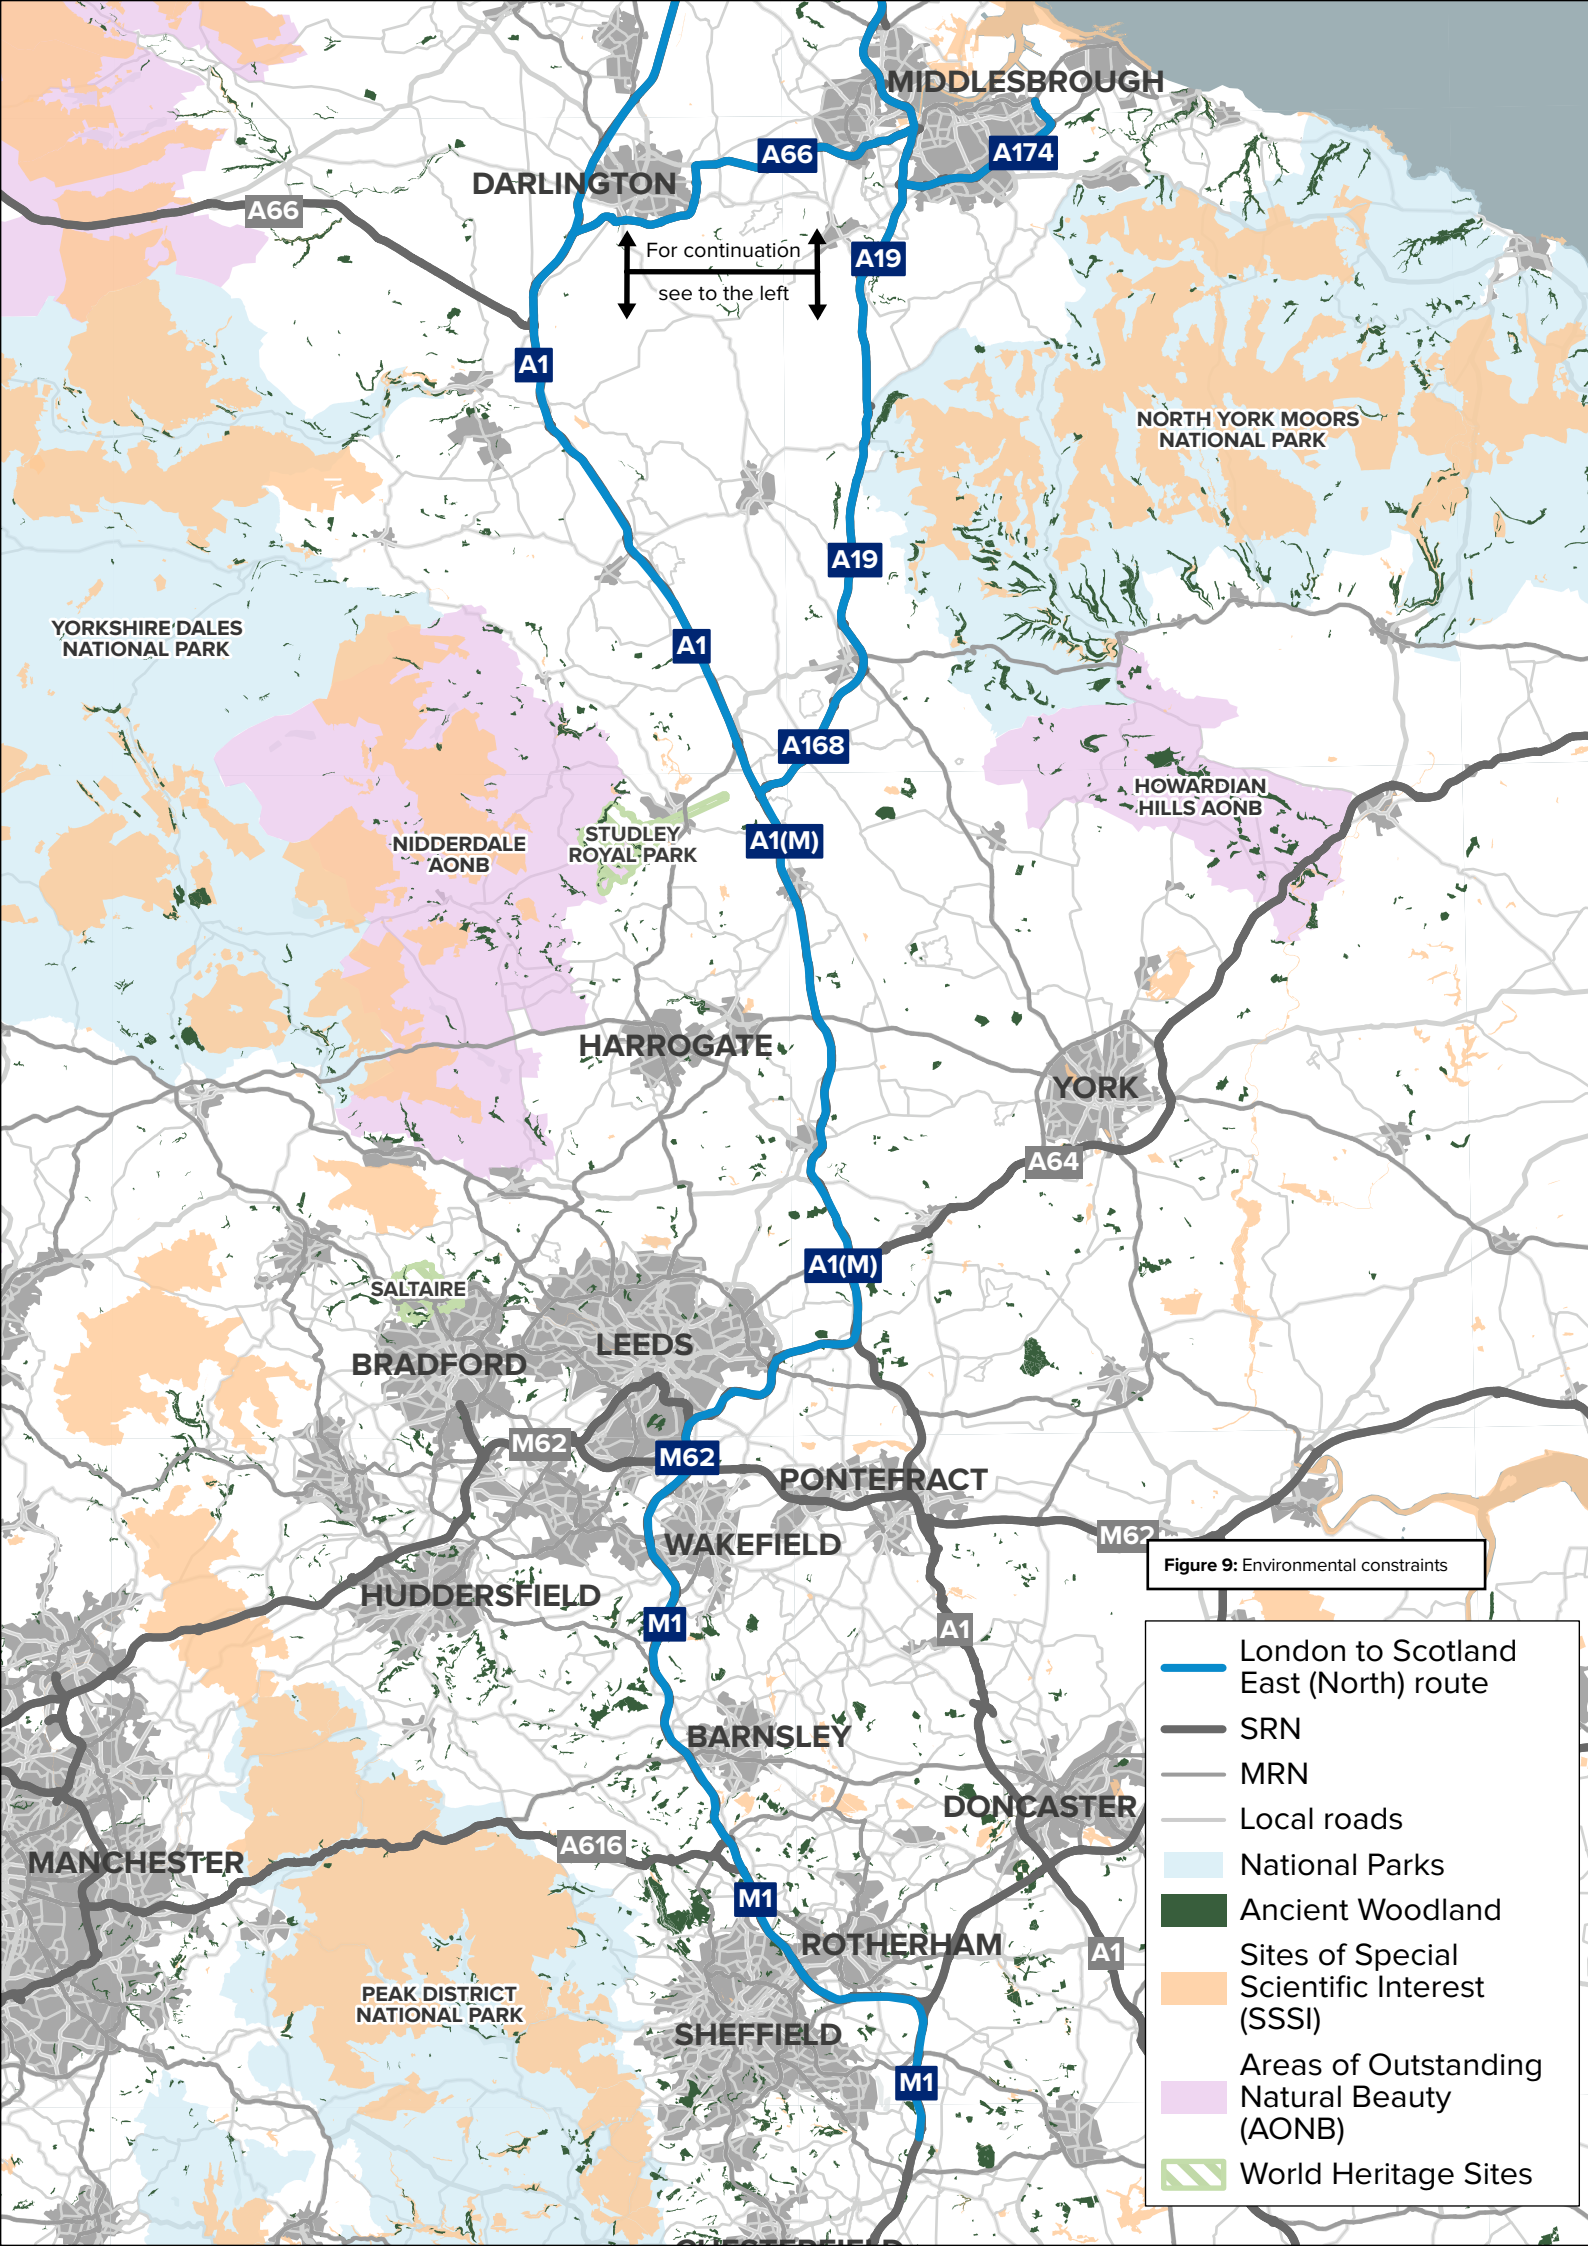 MIDDLESBROUGH
A66
A174
DARLINGTON
A66
For continuation
see to the left
A19
A1
NORTH YORK MOORS
NATIONAL PARK
A19
YORKSHIRE DALES
NATIONAL PARK
A1
A168
HOWARDIAN
HILLS AONB
NIDDERDALE
AONB
STUDLEY
ROYAL PARK
A1(M)
HARROGATE
YORK
A64
A1(M)
SALTAIRE
LEEDS
BRADFORD
M62
M62
PONTEFRACT
M62
WAKEFIELD
Figure 9: Environmental constraints
HUDDERSFIELD
M1
A1
BARNSLEY
DONCASTER
A616
MANCHESTER
M1
ROTHERHAM
A1
PEAK DISTRICT
NATIONAL PARK
SHEFFIELD
M1
CHESTERFIELD
London to Scotland
East (North) route
SRN
MRN
Local roads
National Parks
Ancient Woodland
Sites of Special
Scientific Interest
(SSSI)
Areas of Outstanding
Natural Beauty
(AONB)
World Heritage Sites